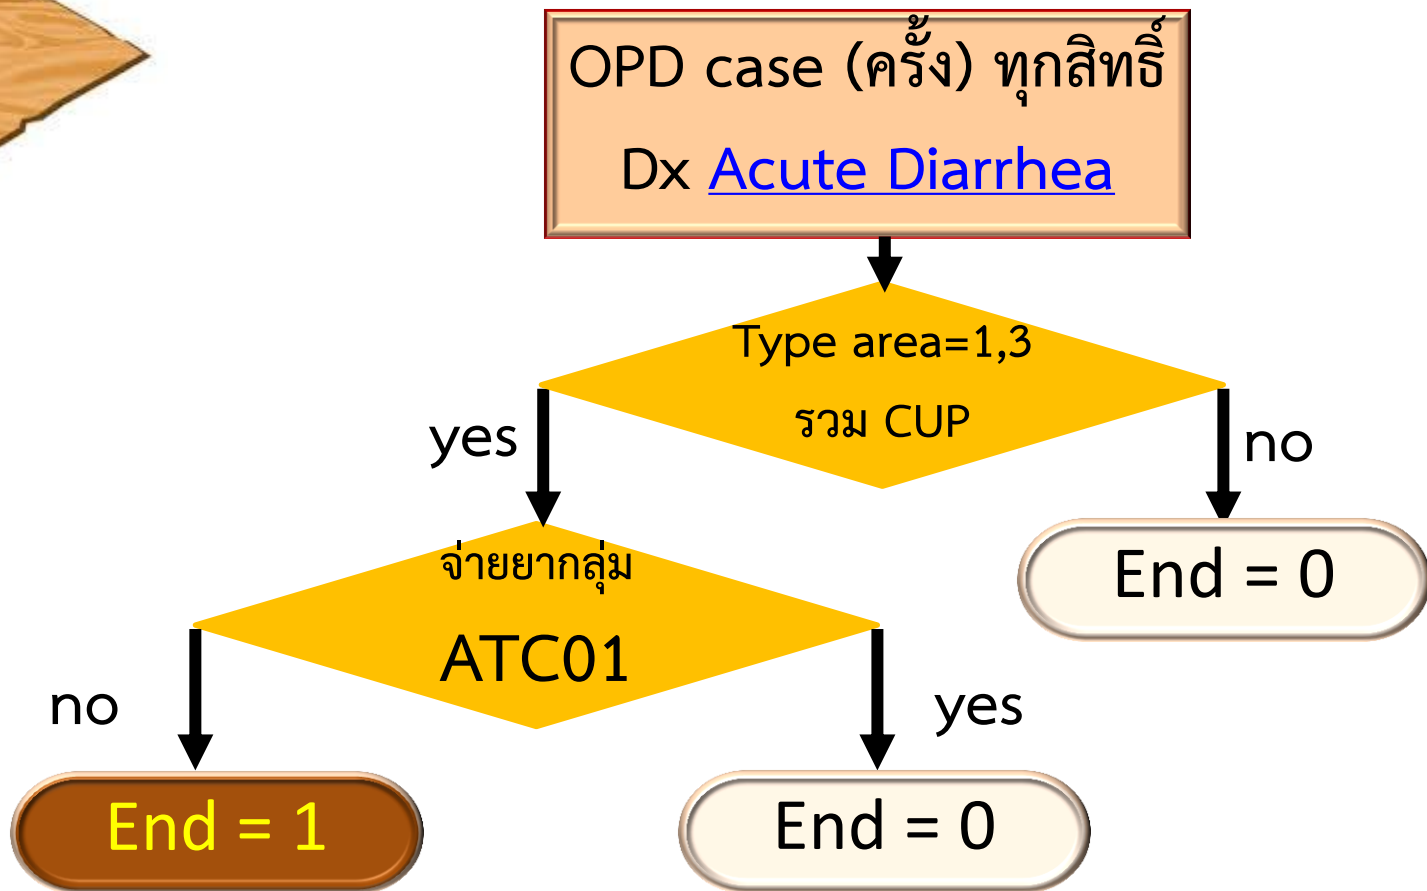 OPD case (ครั้ง) ทุกสิทธิ์
Dx Acute Diarrhea
Type area=1,3
รวม CUP
yes
no
จ่ายยากลุ่ม
ATC01
End = 0
no
yes
End = 1
End = 0